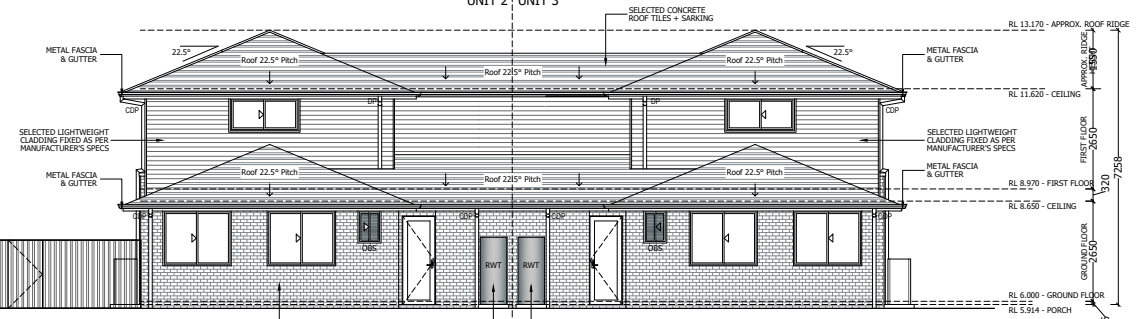 UNIT 2 UNIT 3
SELECTED CONCRETE
ROOF TILES + SARKING
RL 13.170 - APPROX. ROOF RIDGE
METAL FASCIA
& GUTTER
22.5°
Roof 22.5° Pitch
Roof 22.5° Pitch
Roof 22.5° Pitch
22.5°
METAL FASCIA
& GUTTER
APPROX. RIDGE
RL 11.620 - CEILING
CDP
DP
DP
CDP
SELECTED LIGHTWEIGHT
CLADDING FIXED AS PER
MANUFACTURER'S SPECS
SELECTED LIGHTWEIGHT
CLADDING FIXED AS PER
MANUFACTURER'S SPECS
FIRST FLOOR
2650
7258
METAL FASCIA
& GUTTER
Roof 22.5° Pitch
Roof 22.5° Pitch
Roof 22.5° Pitch
METAL FASCIA
& GUTTER
RL 8.970 - FIRST FLOOR
320
RL 8.650 - CEILING
CDP
CDP
CDP
CDP
OBS
OBS
RWT
RWT
GROUND FLOOR
2650
RL 6.000 - GROUND FLOOR
RL 5.914 - PORCH